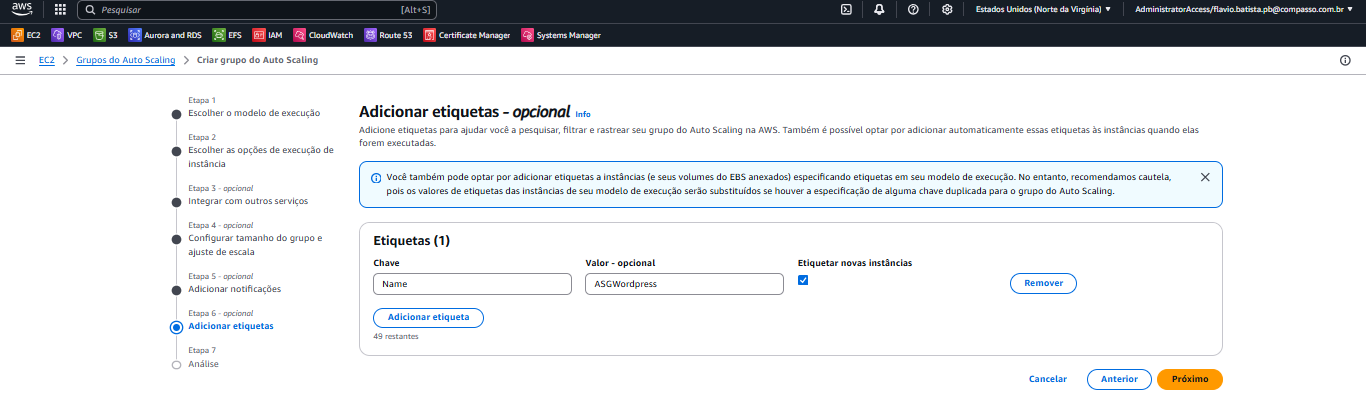 aws
Pesquisar
[Alt+S]
Estados Unidos (Norte da Virgínia) ▼
AdministratorAccess/flavio.batista.pb@compasso.com.br ▼
EC2 VPC S3 Aurora and RDS EFS IAM CloudWatch Route 53 Certificate Manager Systems Manager
EC2 > Grupos do Auto Scaling > Criar grupo do Auto Scaling
Etapa 1
Escolher o modelo de execução
Etapa 2
Escolher as opções de execução de
instância
Etapa 3 - opcional
Integrar com outros serviços
Etapa 4 - opcional
Configurar tamanho do grupo e
ajuste de escala
Etapa 5 - opcional
Adicionar notificações
Etapa 6 - opcional
Adicionar etiquetas
Etapa 7
Análise
Adicionar etiquetas - opcional Info
Adicione etiquetas para ajudar você a pesquisar, filtrar e rastrear seu grupo do Auto Scaling na AWS. Também é possível optar por adicionar automaticamente essas etiquetas às instâncias quando elas
forem executadas.
Você também pode optar por adicionar etiquetas a instâncias (e seus volumes do EBS anexados) especificando etiquetas em seu modelo de execução. No entanto, recomendamos cautela,
pois os valores de etiquetas das instâncias de seu modelo de execução serão substituídos se houver a especificação de alguma chave duplicada para o grupo do Auto Scaling.
Etiquetas (1)
Chave
Valor - opcional
Etiquetar novas instâncias
Name
ASGWordpress
Remover
Adicionar etiqueta
49 restantes
Cancelar
Anterior
Próximo